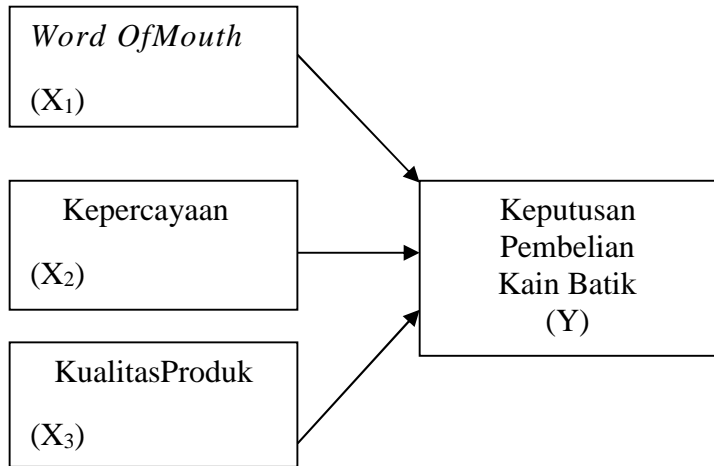 Word OfMouth
(X₁)
Kepercayaan
(X₂)
KualitasProduk
(X₃)
Keputusan
Pembelian
Kain Batik
(Y)